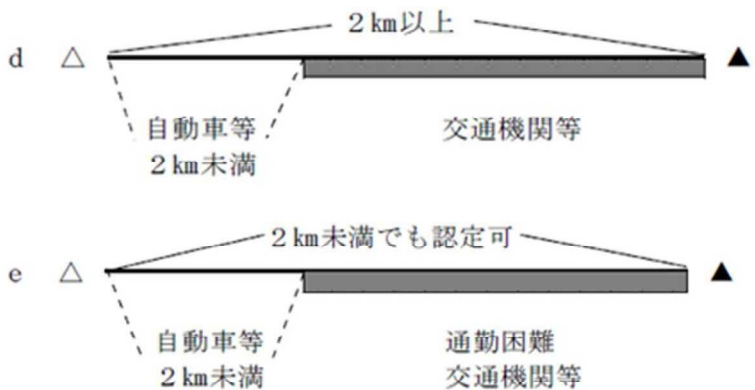 2km以上
d △ ▲
自動車等 交通機関等
2km未満
2km未満でも認定可
e △ ▲
自動車等 通勤困難
2km未満 交通機関等